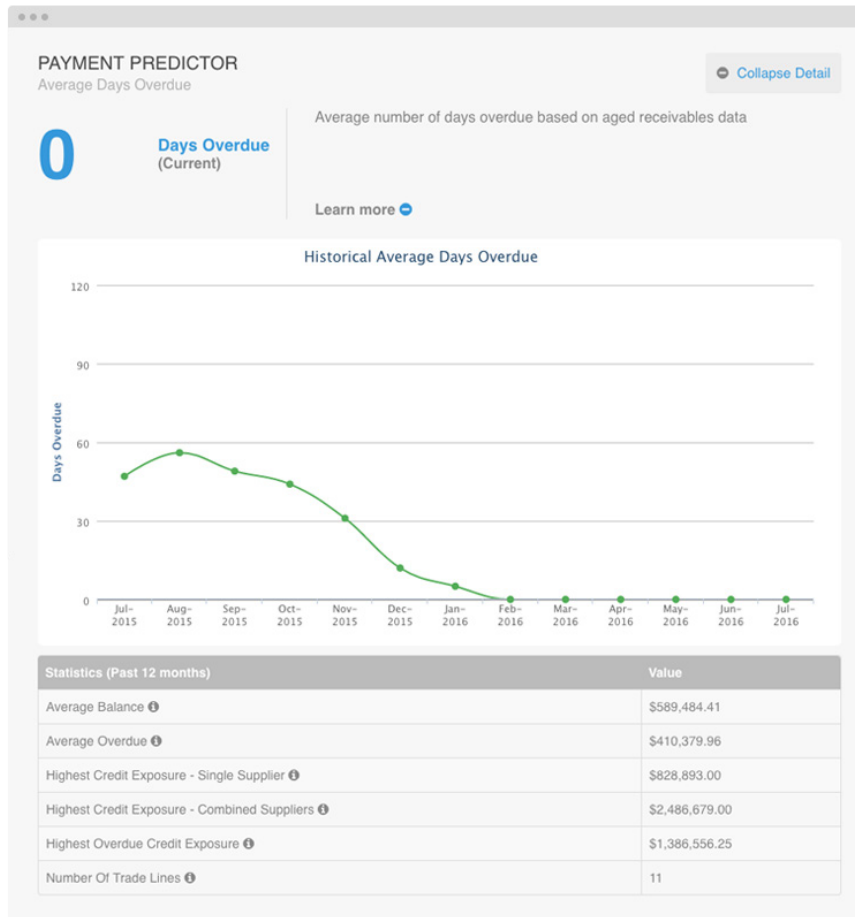 PAYMENT PREDICTOR
Average Days Overdue
Collapse Detail
0
Days Overdue
(Current)
Average number of days overdue based on aged receivables data
Learn more
Historical Average Days Overdue
120
90
60
30
0
Days Overdue
Jul-
2015
Aug-
2015
Sep-
2015
Oct-
2015
Nov-
2015
Dec-
2015
Jan-
2016
Feb-
2016
Mar-
2016
Apr-
2016
May-
2016
Jun-
2016
Jul-
2016
Statistics (Past 12 months) Value
Average Balance $589,484.41
Average Overdue $410,379.96
Highest Credit Exposure - Single Supplier $828,893.00
Highest Credit Exposure - Combined Suppliers $2,486,679.00
Highest Overdue Credit Exposure $1,386,556.25
Number Of Trade Lines 11